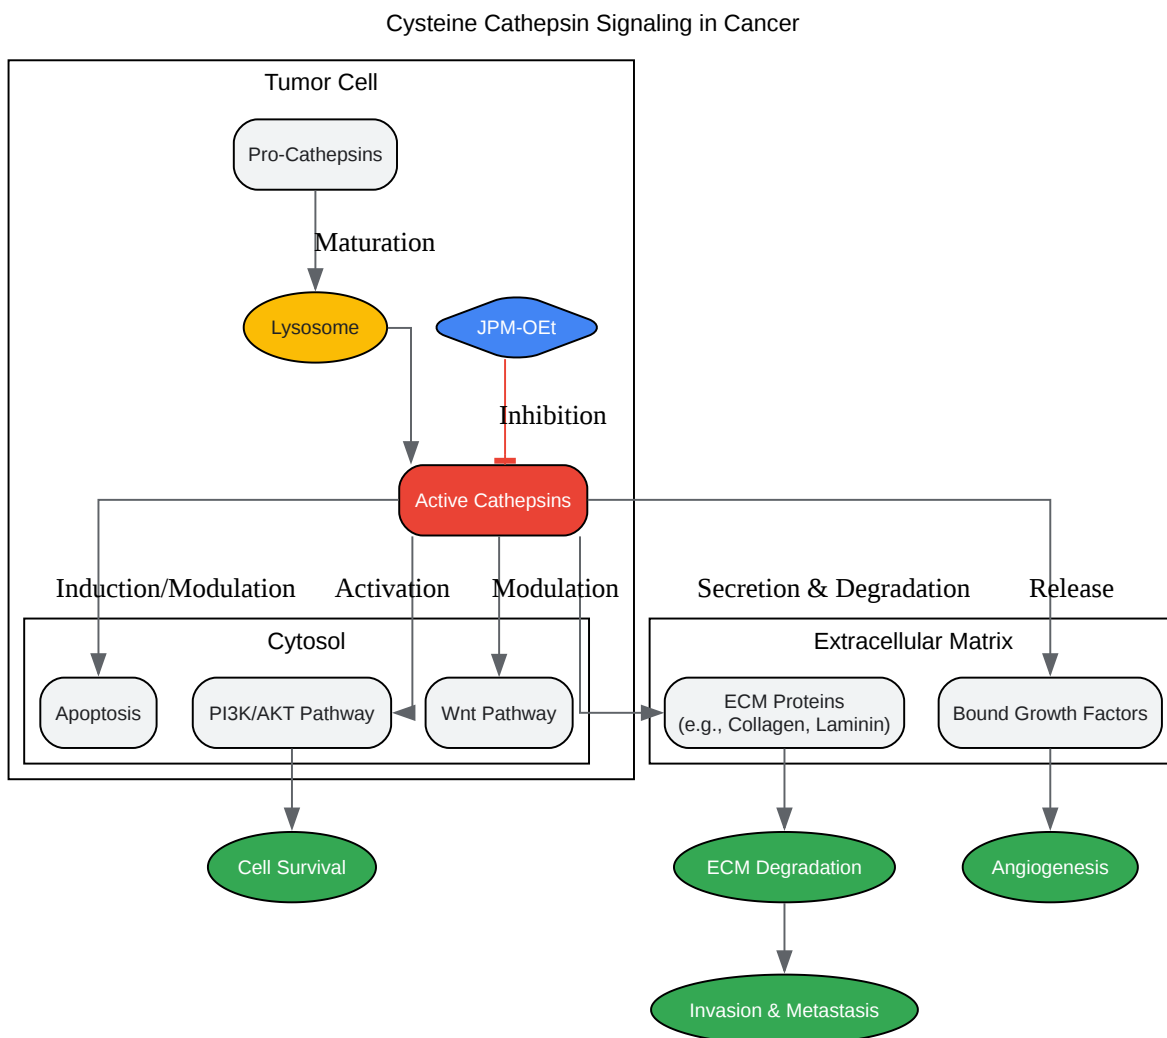 Cysteine Cathepsin Signaling in Cancer
Tumor Cell
Pro-Cathepsins
Maturation
Lysosome
JPM-OEt
Inhibition
Active Cathepsins
Induction/Modulation
Activation
Modulation
Secretion & Degradation
Release
Cytosol
Extracellular Matrix
Apoptosis
PI3K/AKT Pathway
Wnt Pathway
ECM Proteins
(e.g., Collagen, Laminin)
Bound Growth Factors
Cell Survival
ECM Degradation
Angiogenesis
Invasion & Metastasis